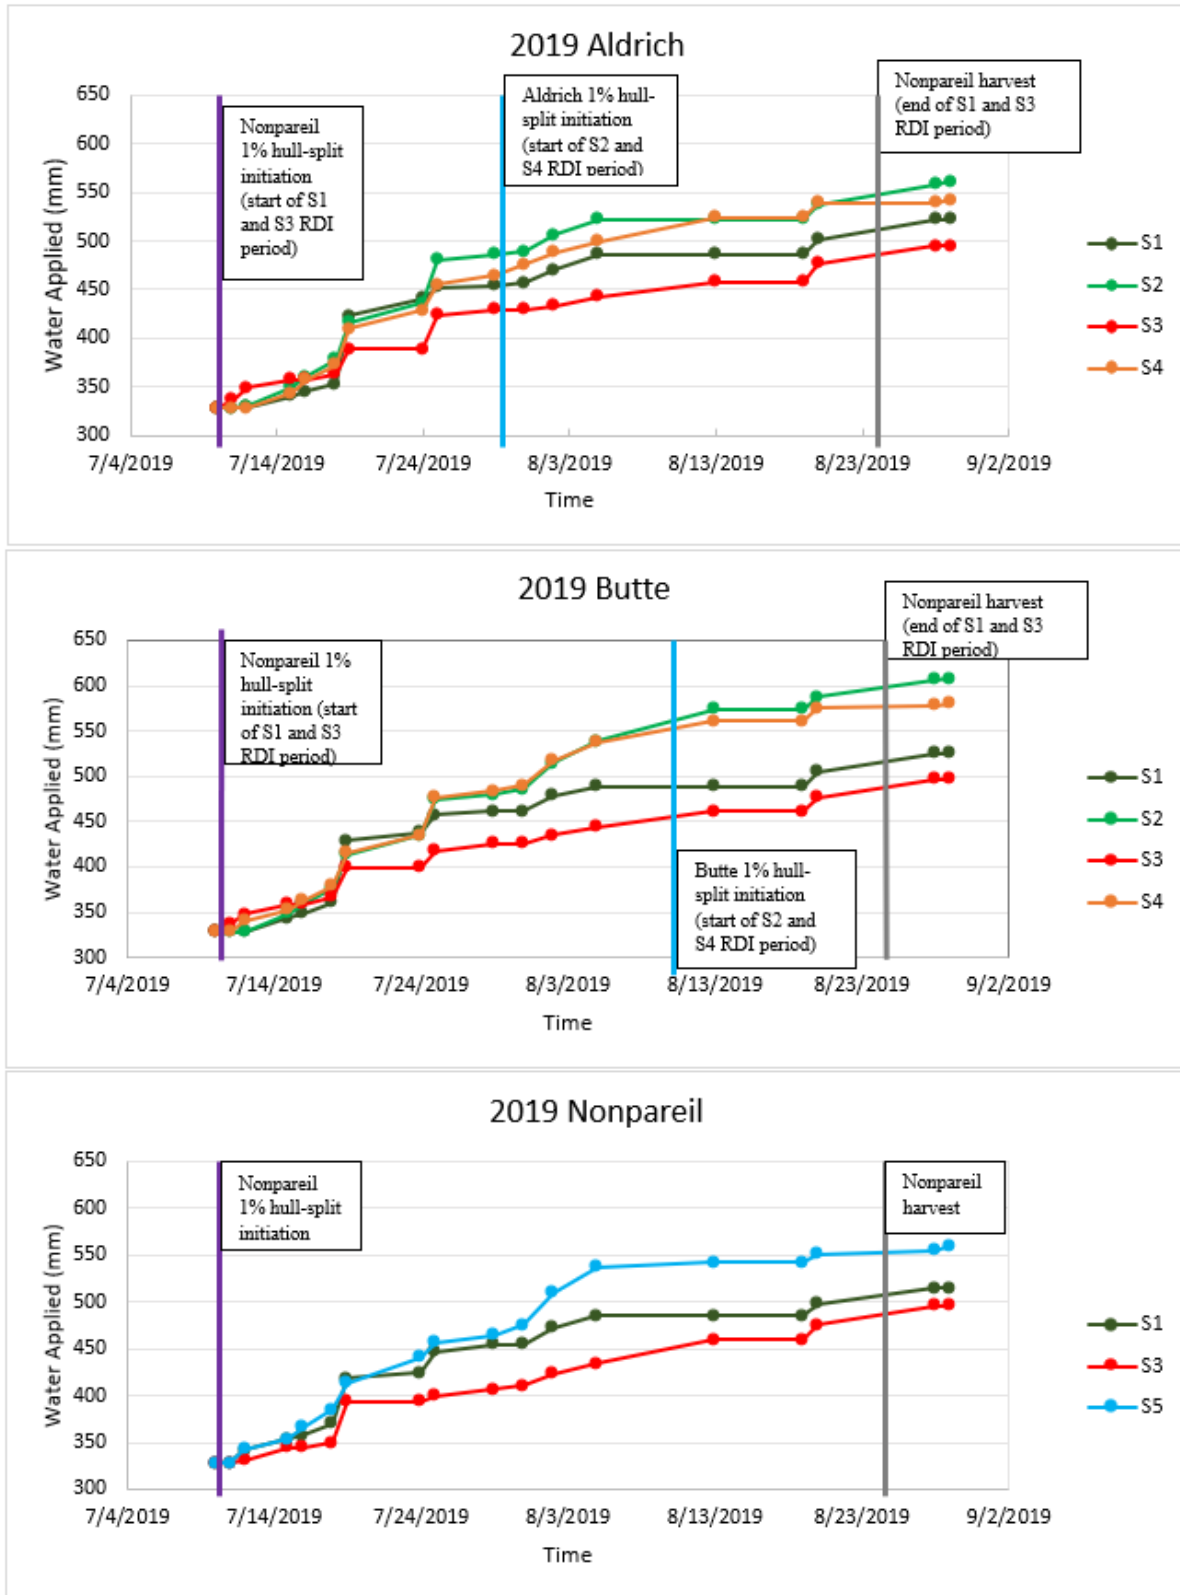 2019 Aldrich
Nonpareil
1% hull-split
initiation
(start of S1
and S3 RDI
period)
Aldrich 1% hull-
split initiation
(start of S2 and
S4 RDI period)
Nonpareil harvest
(end of S1 and S3
RDI period)
650
600
550
500
450
400
350
300
Water Applied (mm)
7/4/2019 7/14/2019 7/24/2019 8/3/2019 8/13/2019 8/23/2019 9/2/2019
Time
S1
S2
S3
S4
2019 Butte
Nonpareil 1%
hull-split
initiation (start
of S1 and S3
RDI period)
Nonpareil harvest
(end of S1 and S3
RDI period)
Butte 1% hull-
split initiation
(start of S2 and
S4 RDI period)
650
600
550
500
450
400
350
300
Water Applied (mm)
7/4/2019 7/14/2019 7/24/2019 8/3/2019 8/13/2019 8/23/2019 9/2/2019
Time
S1
S2
S3
S4
2019 Nonpareil
Nonpareil
1% hull-split
initiation
Nonpareil
harvest
650
600
550
500
450
400
350
300
Water Applied (mm)
7/4/2019 7/14/2019 7/24/2019 8/3/2019 8/13/2019 8/23/2019 9/2/2019
Time
S1
S3
S5